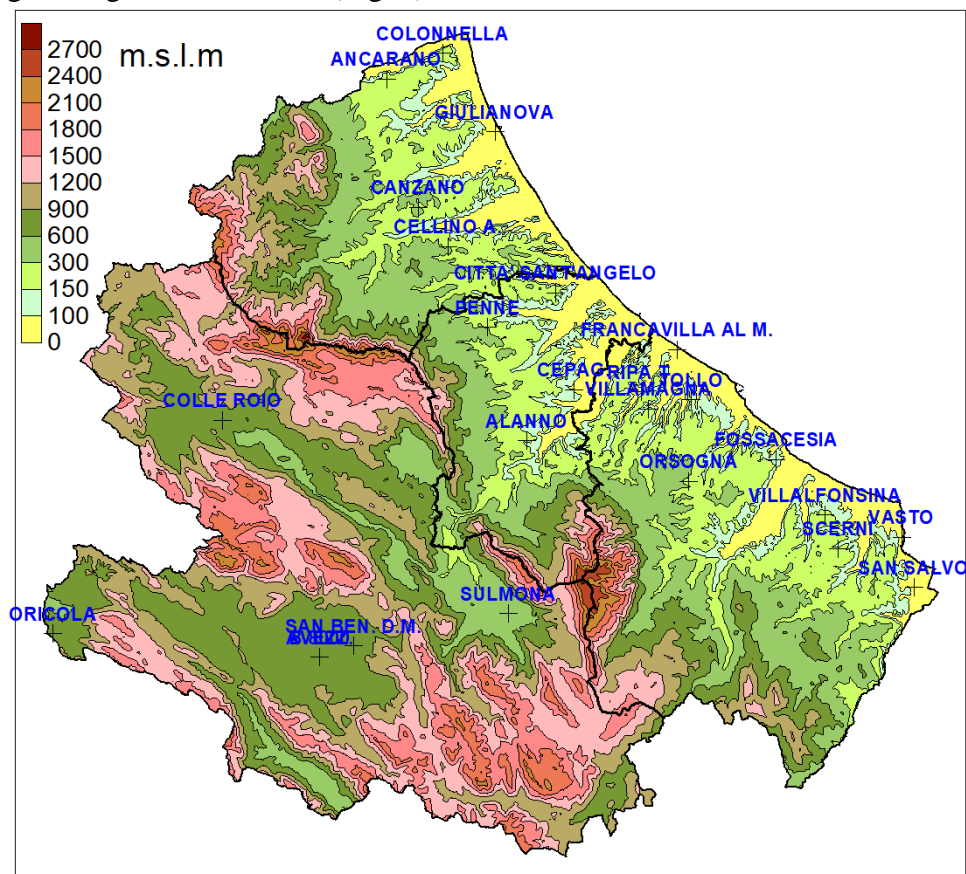 COLONNELLA
2700 m.s.l.m
ANCARANO
2400
2100
GIULIANOVA
1800
1500
1200
CANZANO
900
600
CELLINO A.
300
CITTA' SANT'ANGELO
150
100
PENNE
0
FRANCAVILLA AL M.
RIPA T.
TOLLO
VILLAMAGNA
COLLE ROIO
ALANNO
FOSSACESIA
ORSOGNA
VILLALFONSINA
VASTO
SCERNI
SAN SALVO
SULMONA
ORICOLA
SAN BEN. D.M.